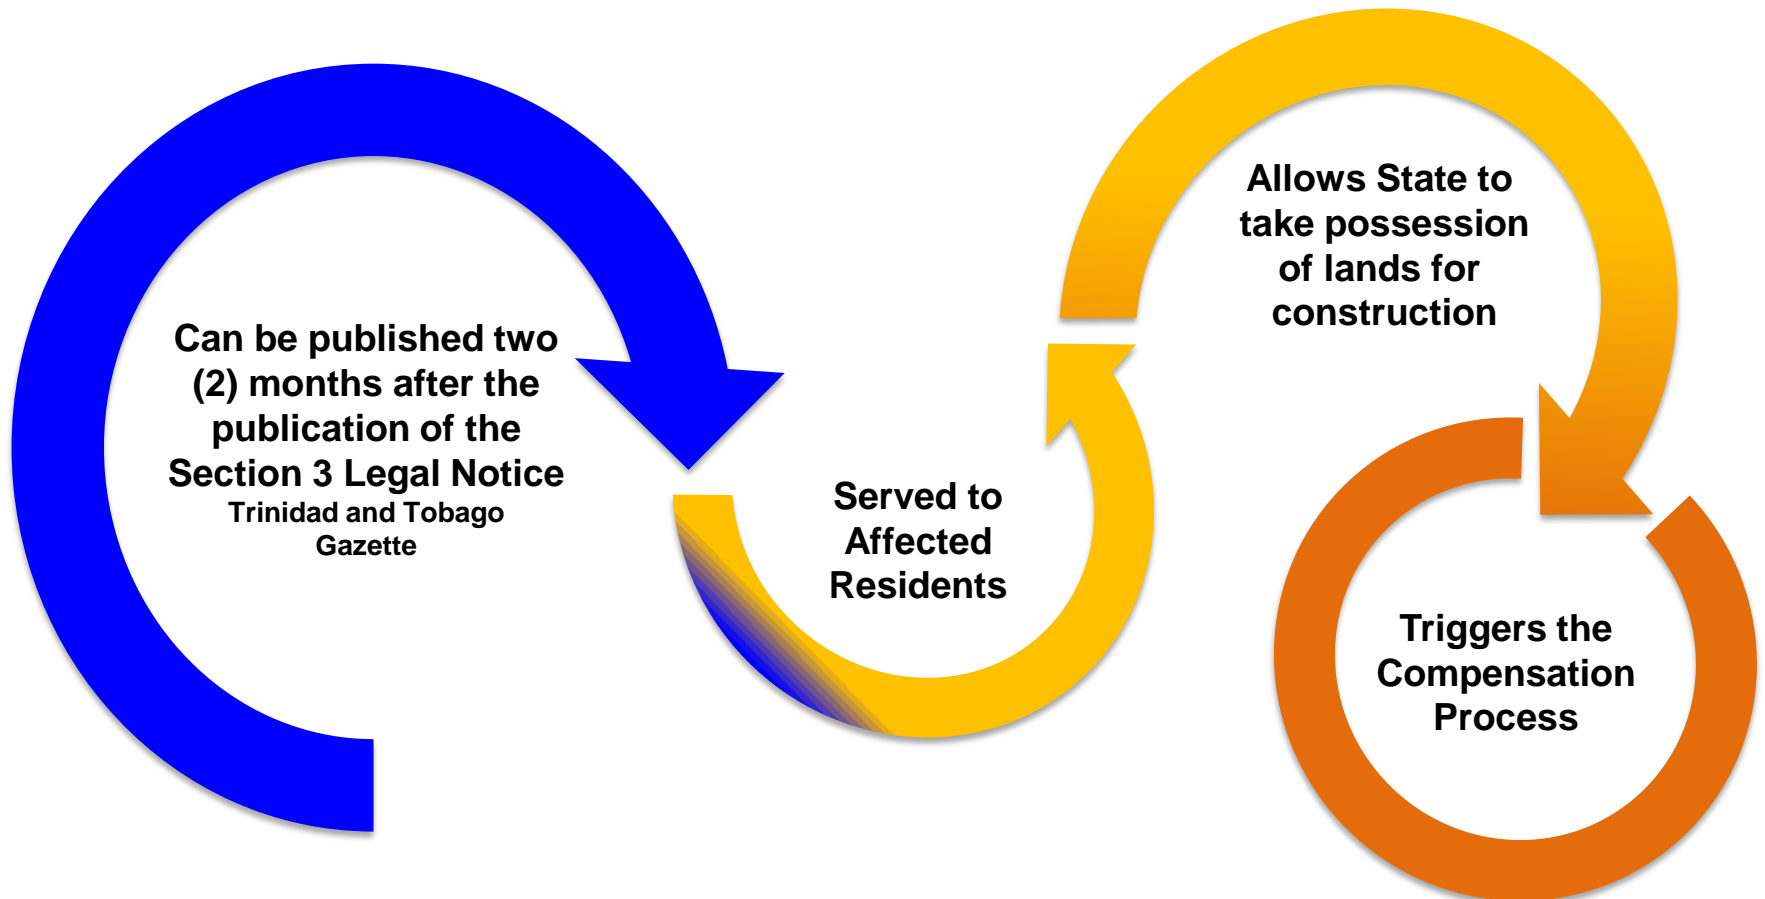 Can be published two
(2) months after the
publication of the
Section 3 Legal Notice
Trinidad and Tobago
Gazette
Served to
Affected
Residents
Allows State to
take possession
of lands for
construction
Triggers the
Compensation
Process